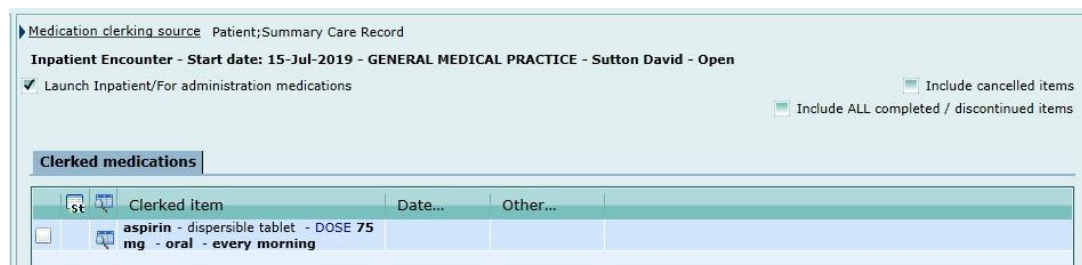 Medication clerking source Patient;Summary Care Record
Inpatient Encounter - Start date: 15-Jul-2019 - GENERAL MEDICAL PRACTICE - Sutton David - Open
Launch Inpatient/For administration medications
Include cancelled items
Include ALL completed / discontinued items
Clerked medications
St Clerked item Date... Other...
aspirin - dispersible tablet - DOSE 75
mg - oral - every morning